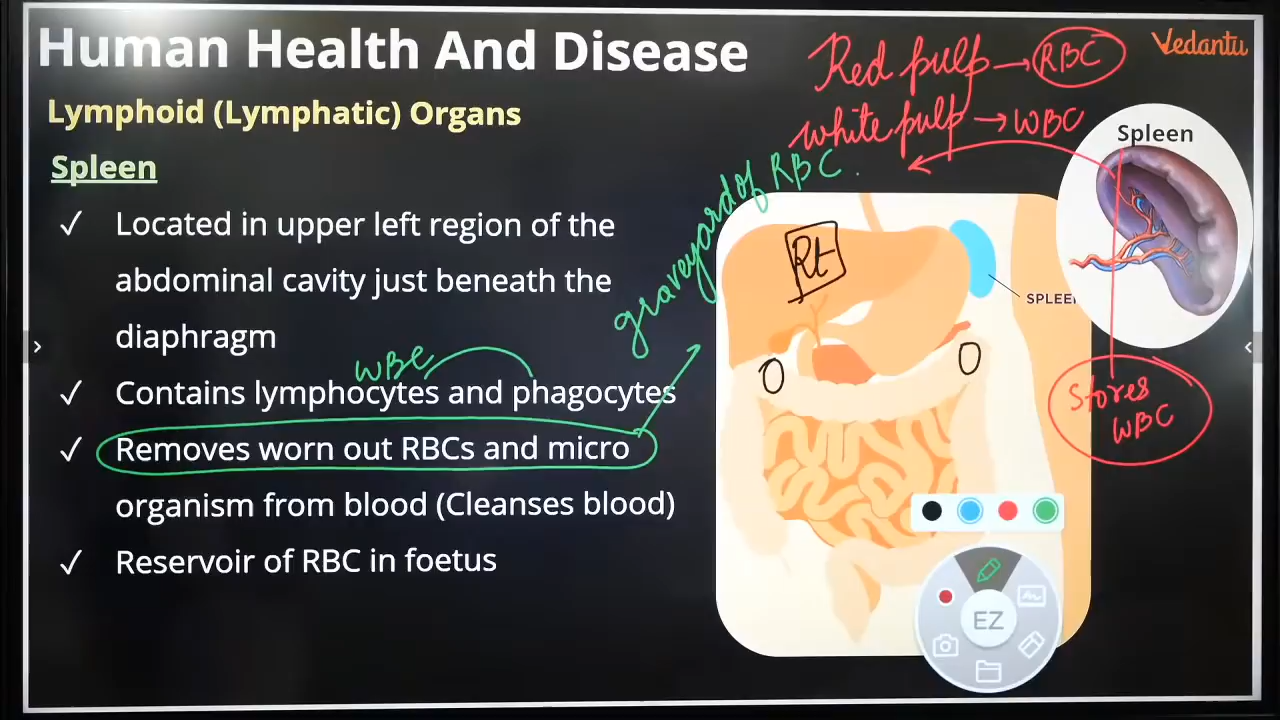 Human Health And Disease
Vedantu
Lymphoid (Lymphatic) Organs
Spleen
✓ Located in upper left region of the
abdominal cavity just beneath the
diaphragm
WBC
✓ Contains lymphocytes and phagocytes
✓ Removes worn out RBCs and micro
organism from blood (Cleanses blood)
✓ Reservoir of RBC in foetus
Red pulp → RBC
white pulp → WBC
graveyard of RBC.
Spleen
Rt
SPLEEN
Stores
WBC
EZ